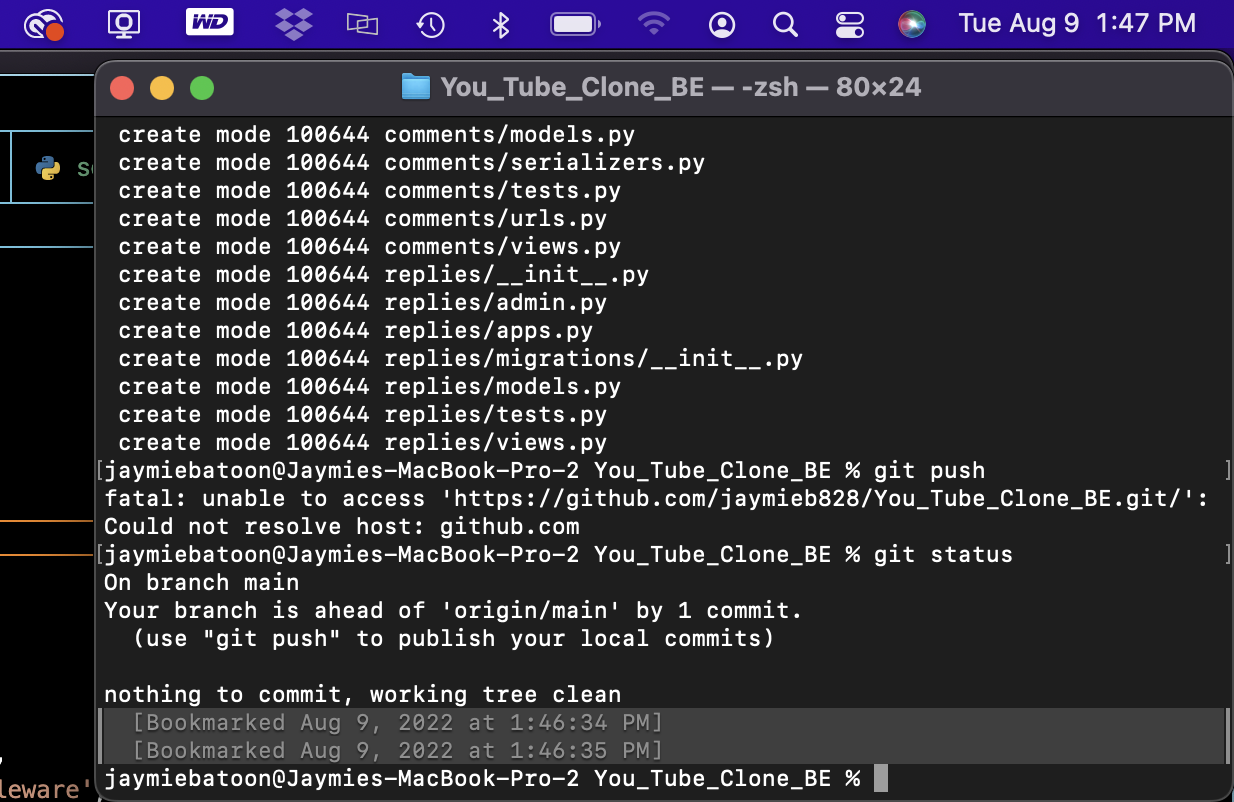 WD
Tue Aug 9 1:47 PM
You_Tube_Clone_BE — -zsh — 80×24
create mode 100644 comments/models.py
create mode 100644 comments/serializers.py
create mode 100644 comments/tests.py
create mode 100644 comments/urls.py
create mode 100644 comments/views.py
create mode 100644 replies/__init__.py
create mode 100644 replies/admin.py
create mode 100644 replies/apps.py
create mode 100644 replies/migrations/__init__.py
create mode 100644 replies/models.py
create mode 100644 replies/tests.py
create mode 100644 replies/views.py
[jaymiebatoon@Jaymies-MacBook-Pro-2 You_Tube_Clone_BE % git push ]
fatal: unable to access 'https://github.com/jaymieb828/You_Tube_Clone_BE.git/':
Could not resolve host: github.com
[jaymiebatoon@Jaymies-MacBook-Pro-2 You_Tube_Clone_BE % git status ]
On branch main
Your branch is ahead of 'origin/main' by 1 commit.
(use "git push" to publish your local commits)
nothing to commit, working tree clean
[Bookmarked Aug 9, 2022 at 1:46:34 PM]
[Bookmarked Aug 9, 2022 at 1:46:35 PM]
jaymiebatoon@Jaymies-MacBook-Pro-2 You_Tube_Clone_BE %
leware',